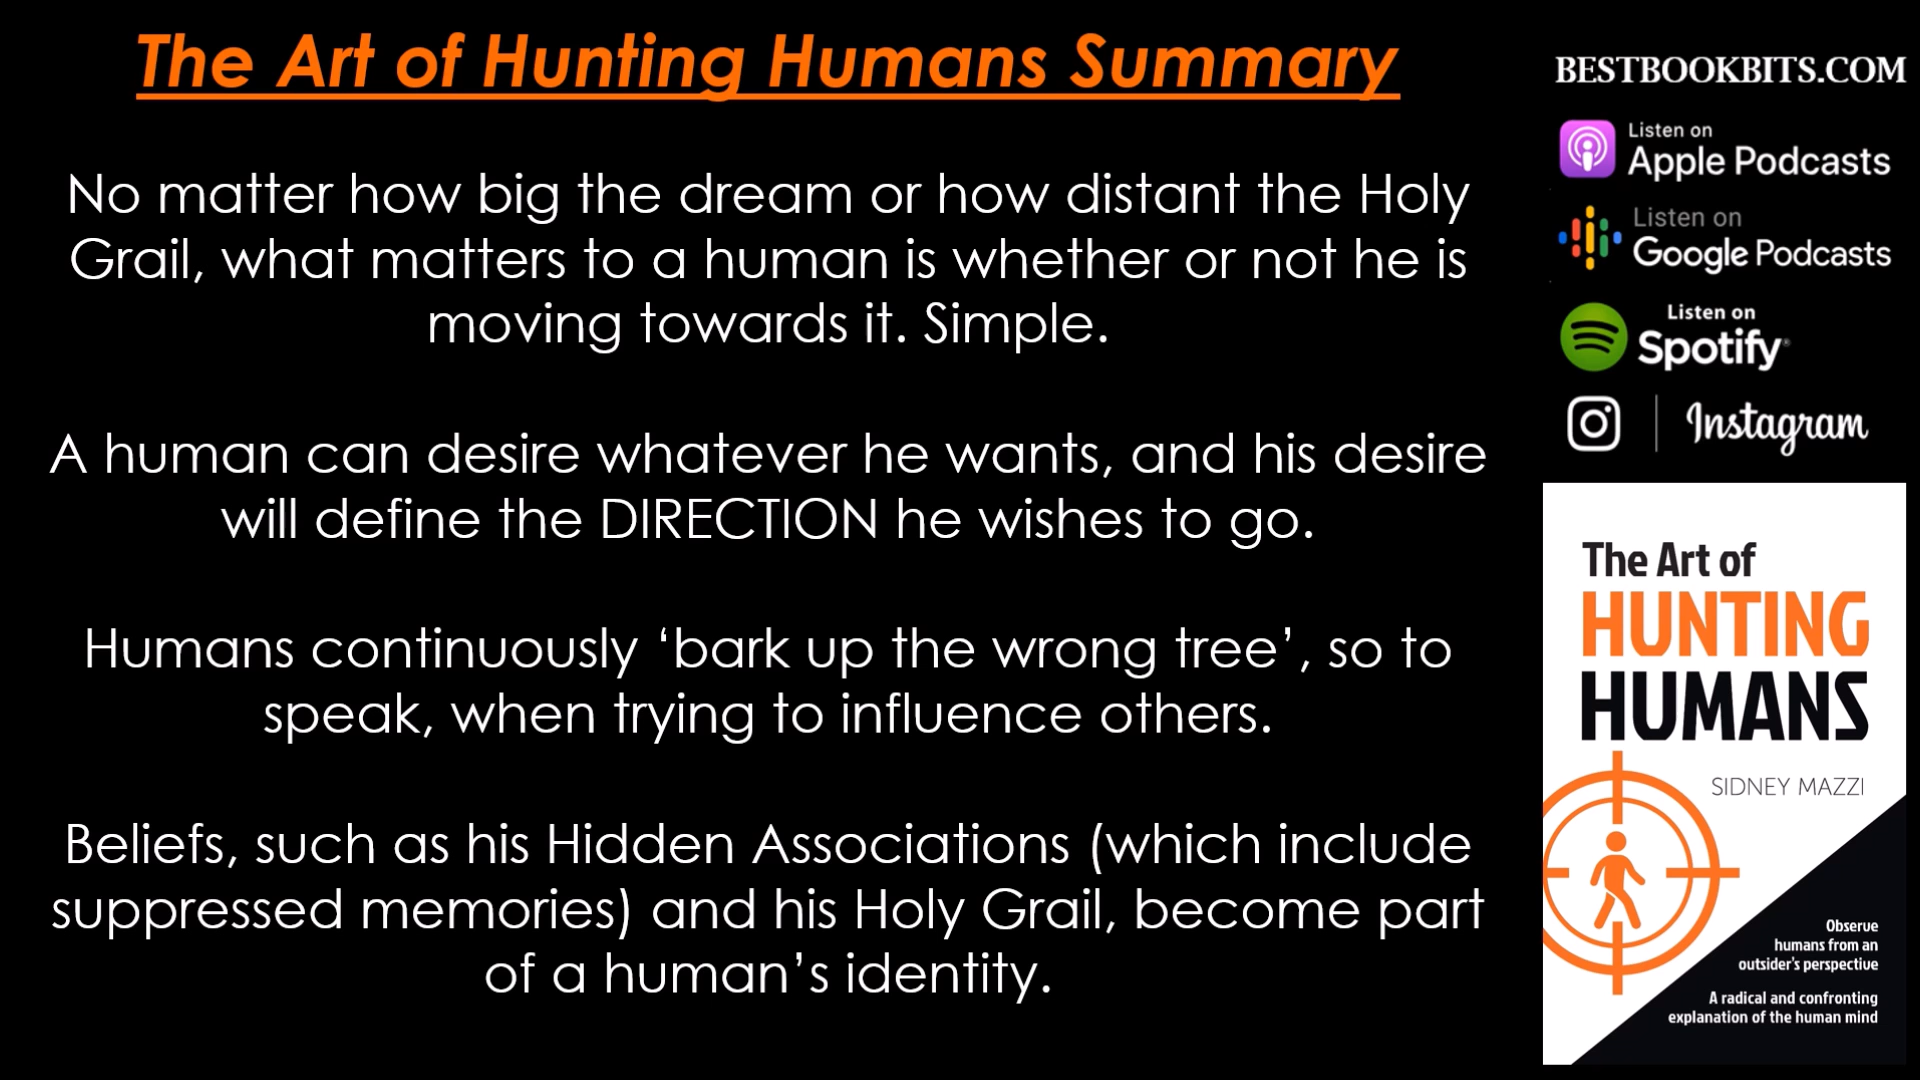 The Art of Hunting Humans Summary
No matter how big the dream or how distant the Holy
Grail, what matters to a human is whether or not he is
moving towards it. Simple.
A human can desire whatever he wants, and his desire
will define the DIRECTION he wishes to go.
Humans continuously ‘bark up the wrong tree’, so to
speak, when trying to influence others.
Beliefs, such as his Hidden Associations (which include
suppressed memories) and his Holy Grail, become part
of a human’s identity.
BESTBOOKBITS.COM
Listen on
Apple Podcasts
Listen on
Google Podcasts
Listen on
Spotify
Instagram
The Art of
HUNTING
HUMANS
SIDNEY MAZZI
Observe
humans from an
outsider’s perspective
A radical and confronting
explanation of the human mind